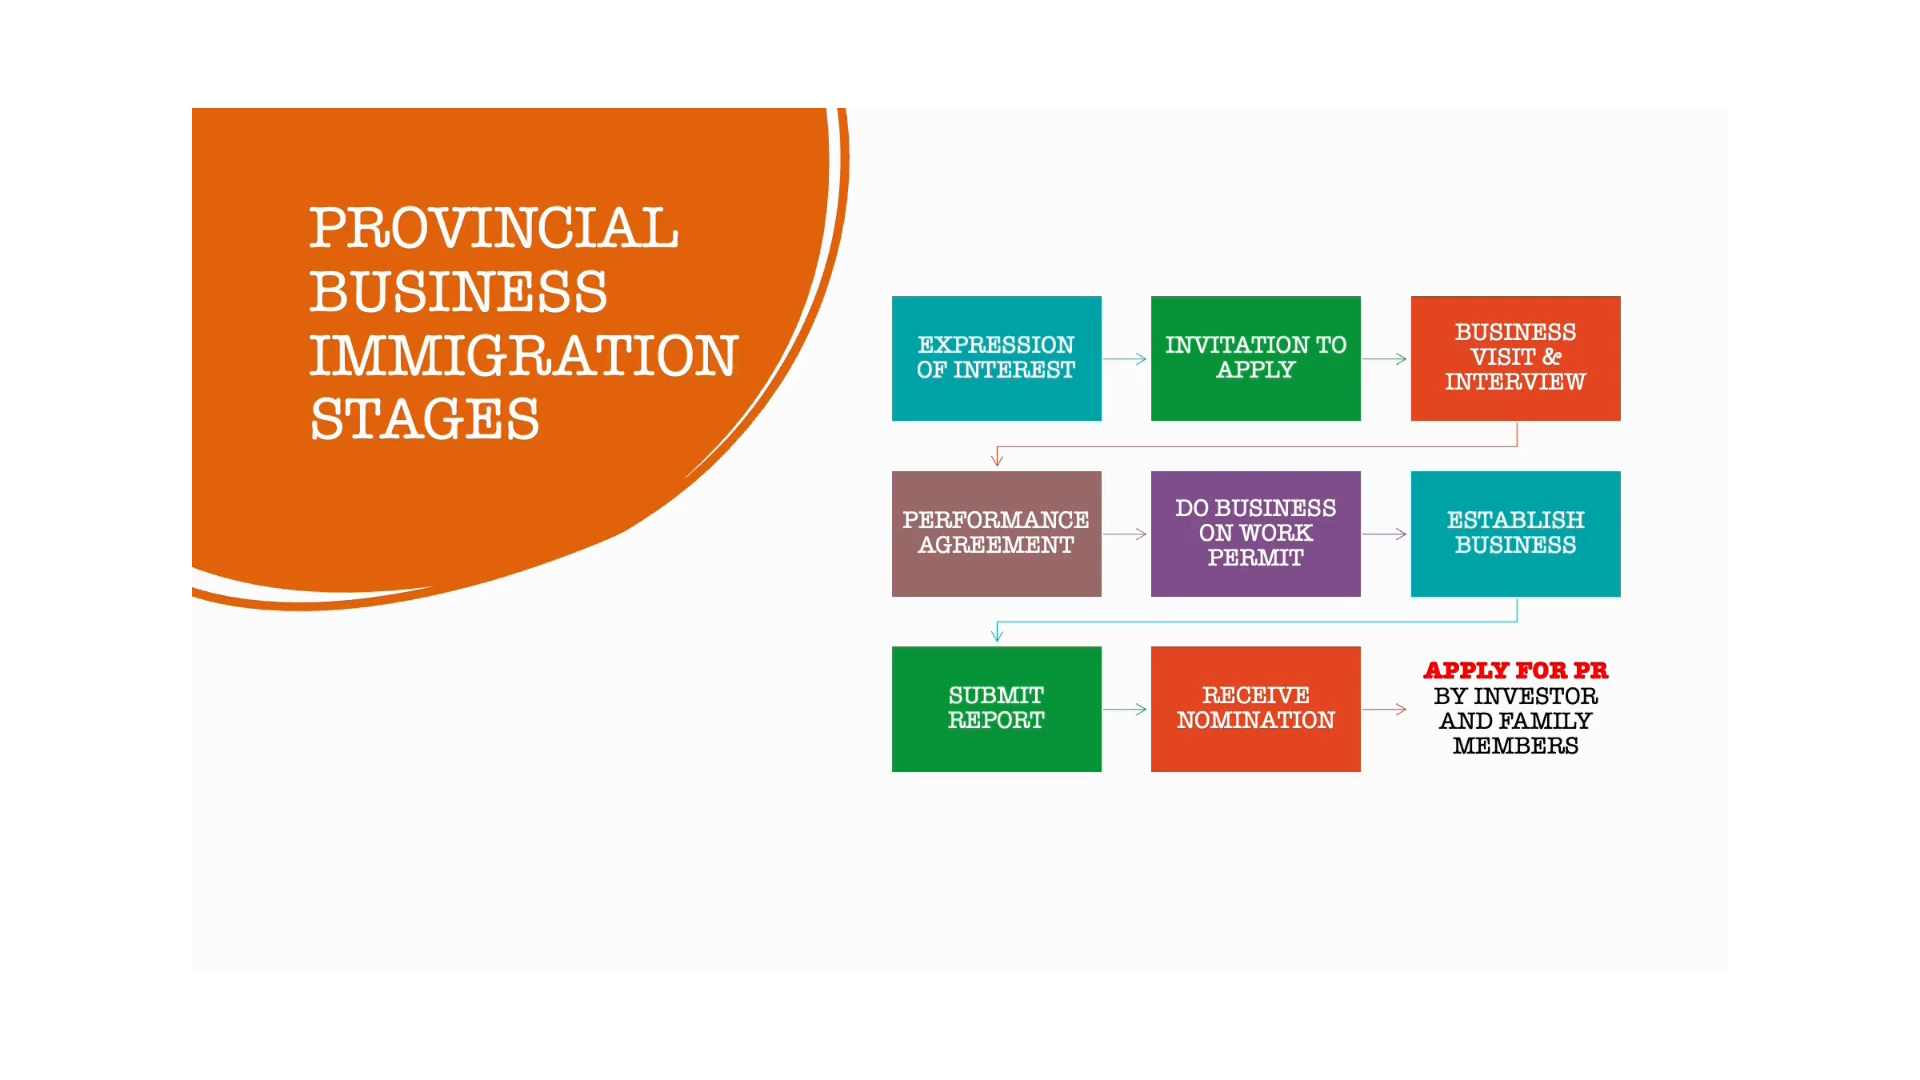 PROVINCIAL
BUSINESS
IMMIGRATION
STAGES
EXPRESSION
OF INTEREST
INVITATION TO
APPLY
BUSINESS
VISIT &
INTERVIEW
PERFORMANCE
AGREEMENT
DO BUSINESS
ON WORK
PERMIT
ESTABLISH
BUSINESS
SUBMIT
REPORT
RECEIVE
NOMINATION
APPLY FOR PR
BY INVESTOR
AND FAMILY
MEMBERS